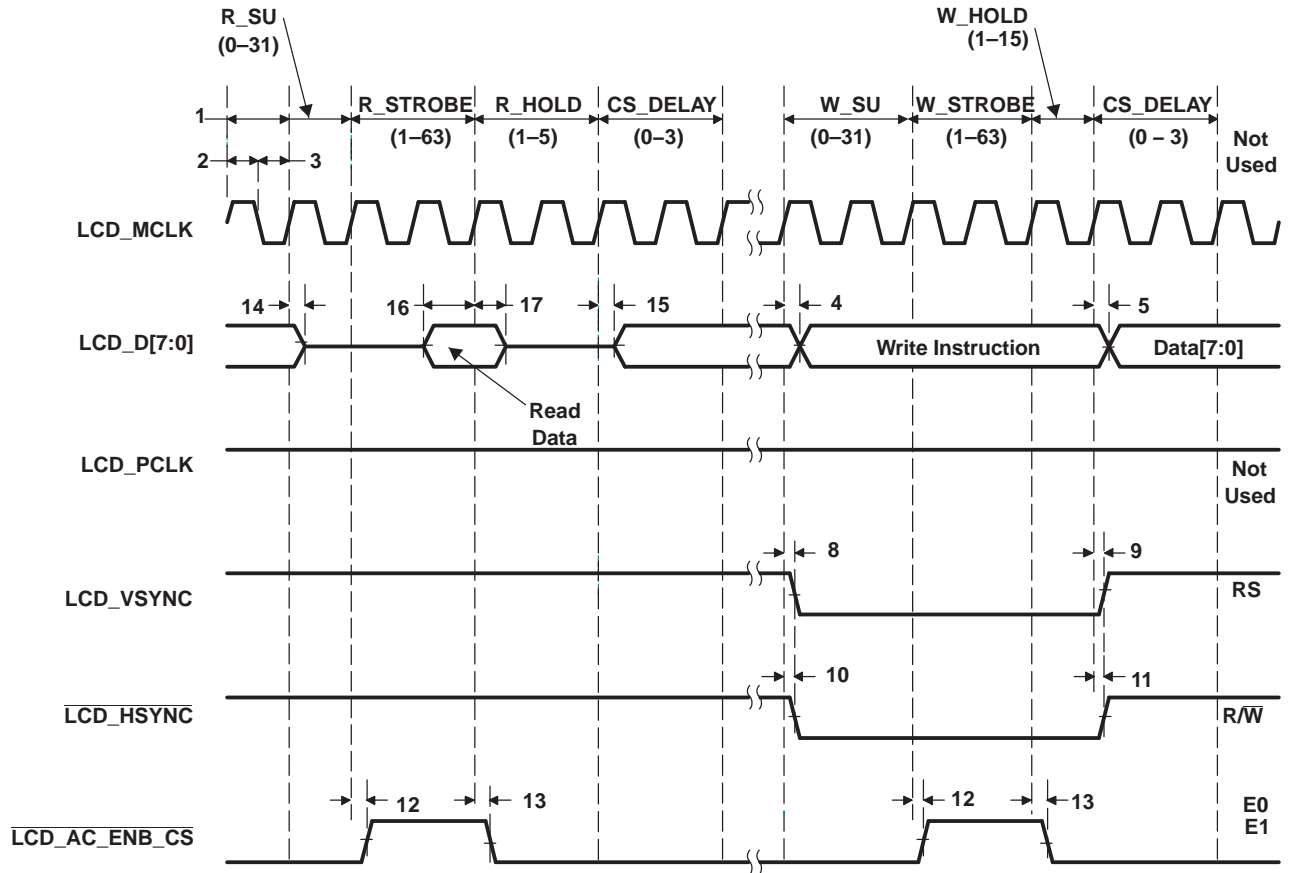 R_SU
(0–31)
W_HOLD
(1–15)
R_STROBE
R_HOLD
CS_DELAY
W_SU
W_STROBE
CS_DELAY
1
(1–63)
(1–5)
(0–3)
(0–31)
(1–63)
(0 – 3)
Not
Used
2
3
LCD_MCLK
14
16
17
15
4
5
LCD_D[7:0]
Write Instruction
Data[7:0]
Read
Data
LCD_PCLK
Not
Used
8
9
LCD_VSYNC
RS
10
11
LCD_HSYNC
R/W
12
13
12
13
E0
E1
LCD_AC_ENB_CS